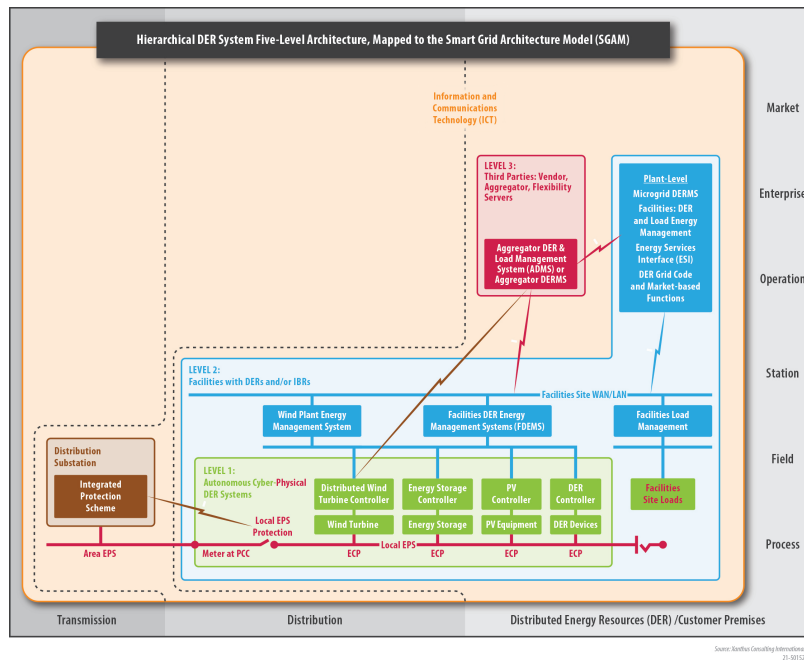 Hierarchical DER System Five-Level Architecture, Mapped to the Smart Grid Architecture Model (SGAM)
Information and
Communications
Technology (ICT)
Market
Enterprise
Operation
Station
Field
Process
LEVEL 3:
Third Parties: Vendor,
Aggregator, Flexibility
Servers
Aggregator DER &
Load Management
System (ADMS) or
Aggregator DERMS
Plant-Level
Microgrid DERMS
Facilities: DER
and Load Energy
Management
Energy Services
Interface (ESI)
DER Grid Code
and Market-based
Functions
LEVEL 2:
Facilities with DERs and/or IBRs
Facilities Site WAN/LAN
Wind Plant Energy
Management System
Facilities DER Energy
Management Systems (FDEMS)
Facilities Load
Management
Distribution
Substation
Integrated
Protection
Scheme
LEVEL 1:
Autonomous Cyber-Physical
DER Systems
Distributed Wind
Turbine Controller
Energy Storage
Controller
PV
Controller
DER
Controller
Facilities
Site Loads
Local EPS
Protection
Wind Turbine
Energy Storage
PV Equipment
DER Devices
Local EPS
Area EPS
Meter at PCC
ECP
ECP
ECP
ECP
Transmission
Distribution
Distributed Energy Resources (DER) /Customer Premises
Source: Xanthus Consulting International
21-50152